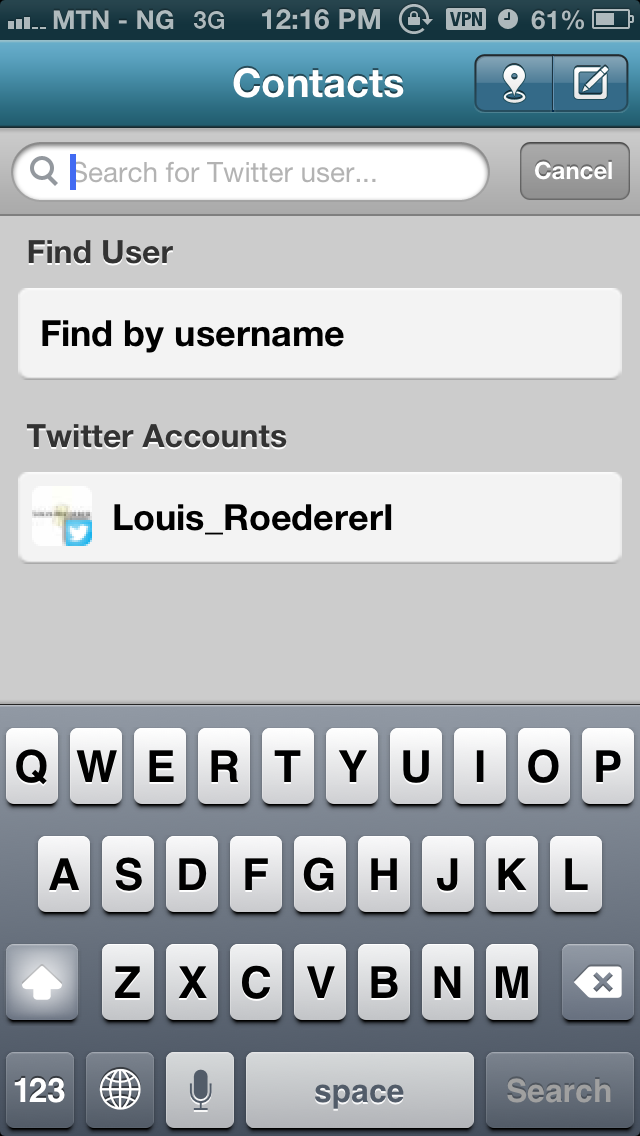 MTN - NG 3G 12:16 PM VPN 61%
Contacts
Search for Twitter user... Cancel
Find User
Find by username
Twitter Accounts
Louis_RoedererI
Q W E R T Y U I O P
A S D F G H J K L
Z X C V B N M
123 space Search